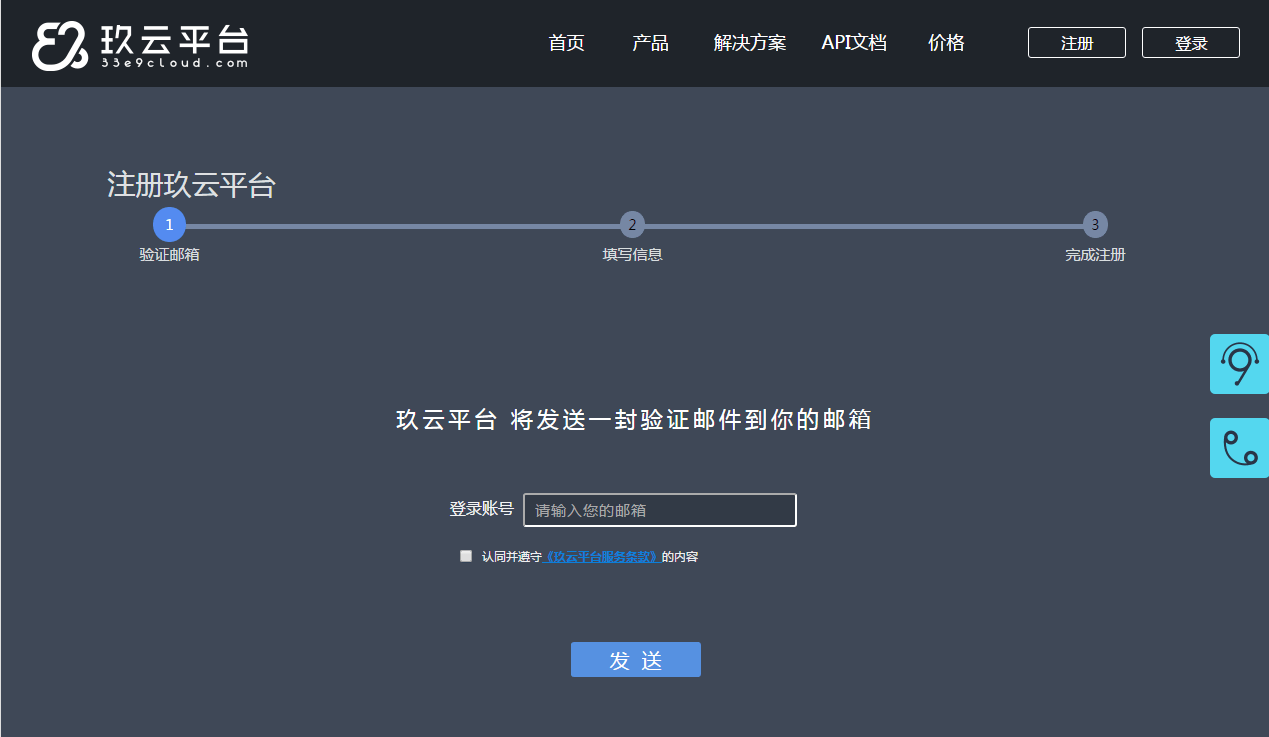 玖云平台
33e9cloud.com
首页 产品 解决方案 API文档 价格 注册 登录
注册玖云平台
1 2 3
验证邮箱 填写信息 完成注册
玖云平台 将发送一封验证邮件到你的邮箱
登录账号 请输入您的邮箱
认同并遵守《玖云平台服务条款》的内容
发 送